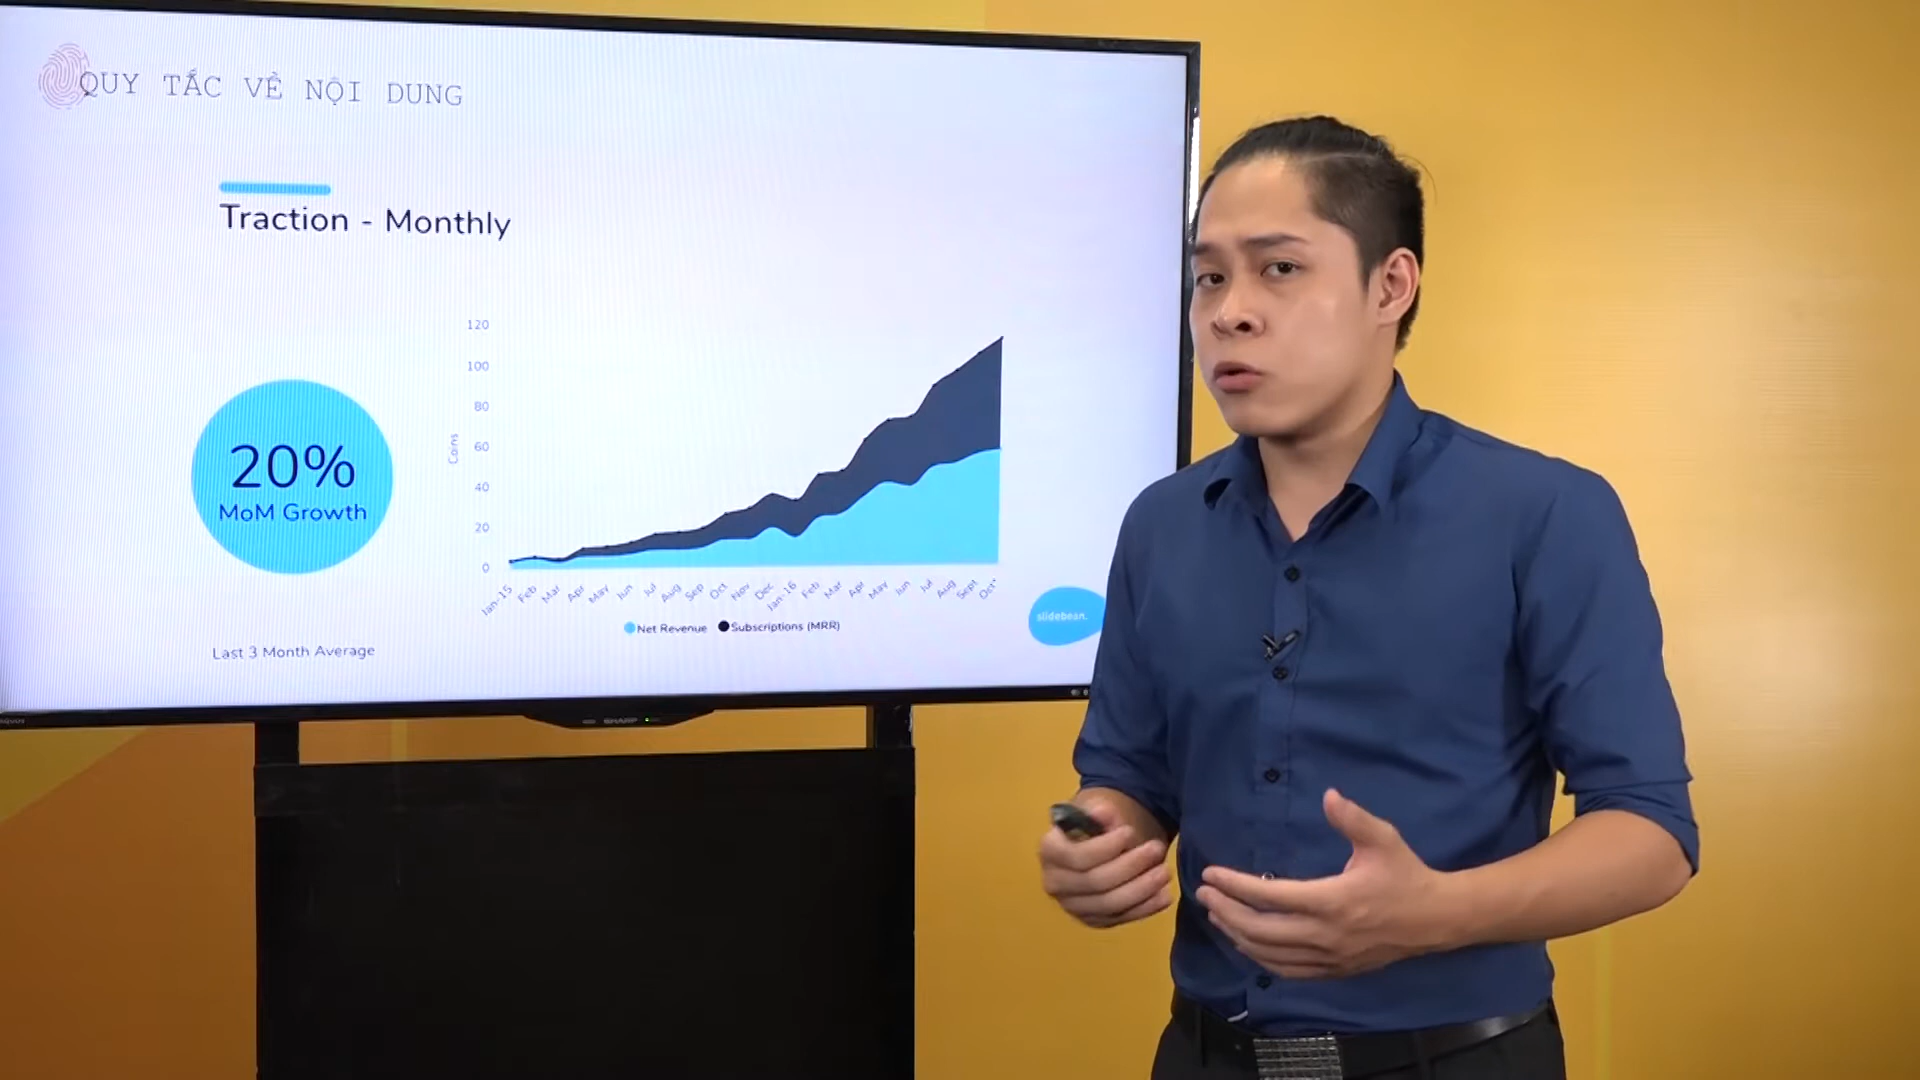 QUY TẮC VỀ NỘI DUNG
Traction - Monthly
20%
MoM Growth
Last 3 Month Average
120
100
80
60
40
20
0
Coins
Jan-15 Feb Mar Apr May Jun Jul Aug Sep Oct Nov Dec Jan-16 Feb Mar Apr May Jun Jul Aug Sept Oct*
Net Revenue Subscriptions (MRR)
slidebean.
SHARP